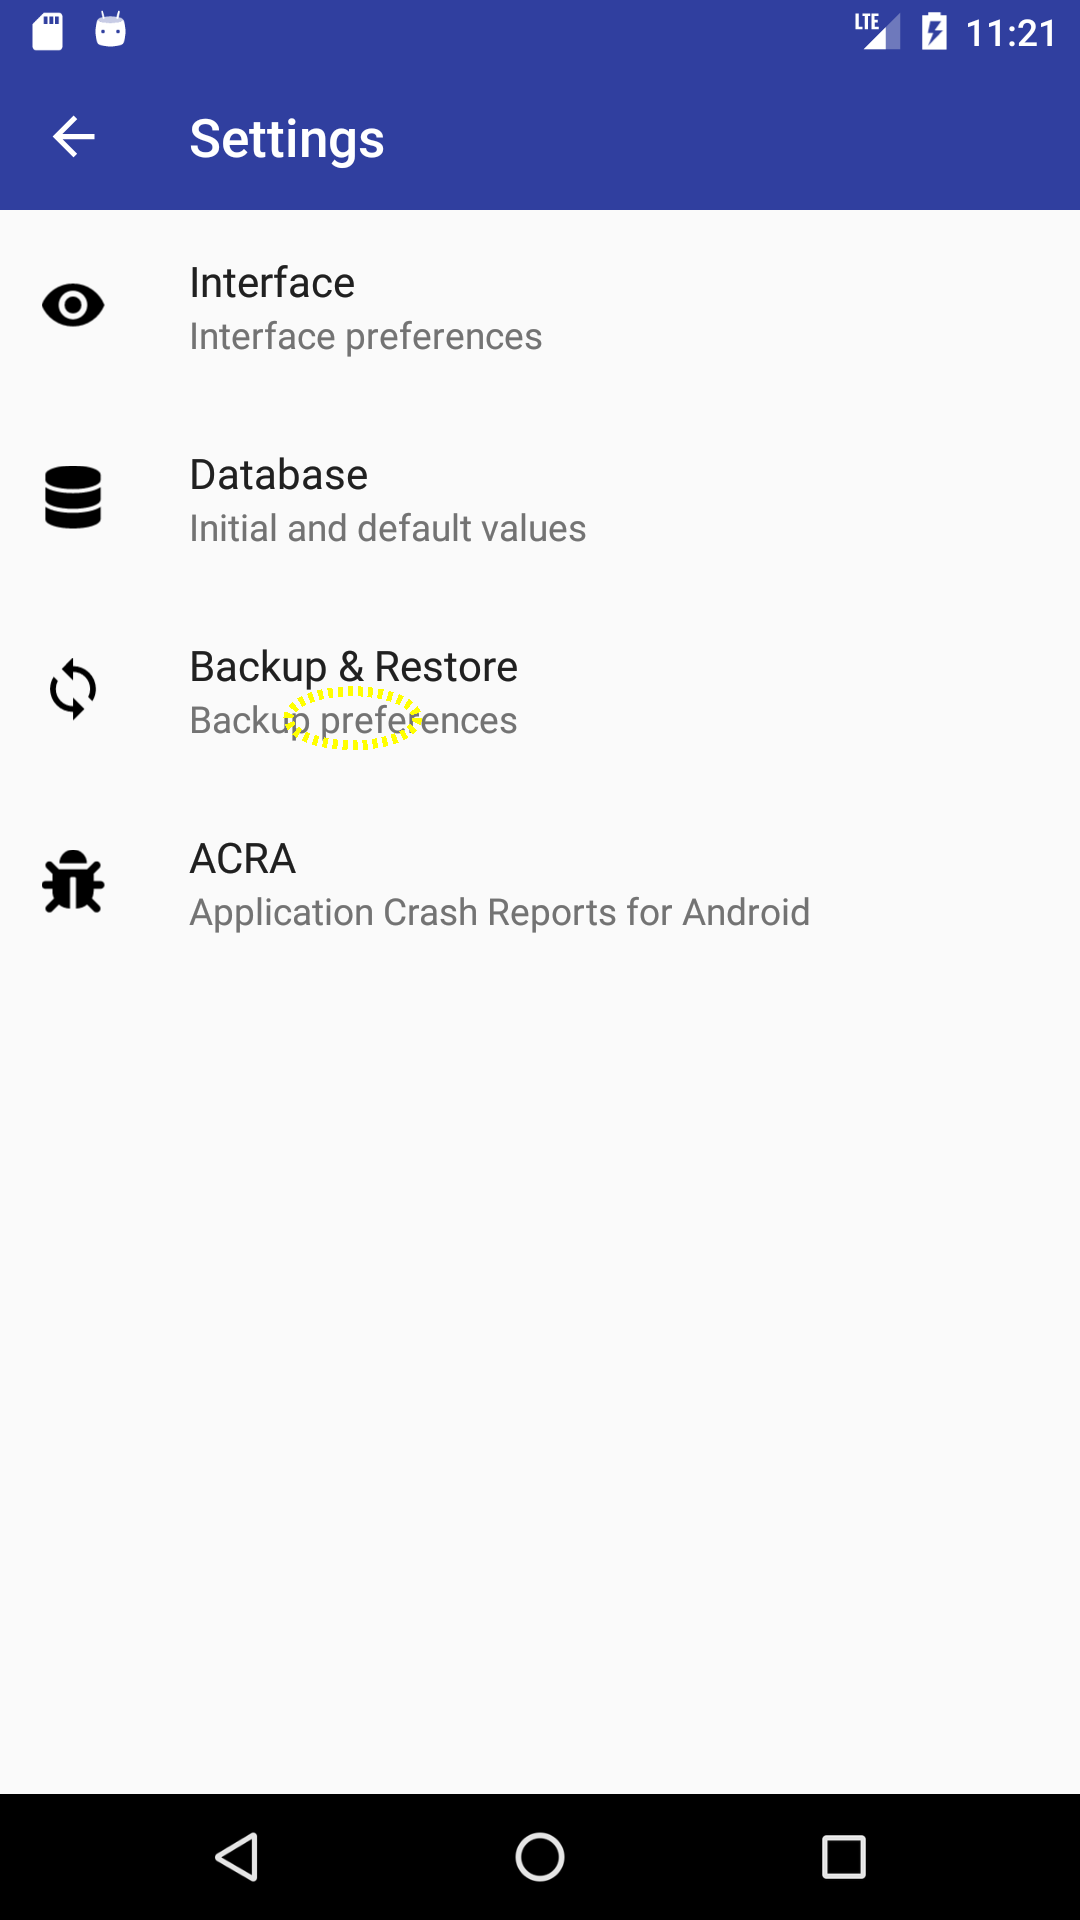 LTE 11:21
Settings
Interface
Interface preferences
Database
Initial and default values
Backup & Restore
Backup preferences
ACRA
Application Crash Reports for Android